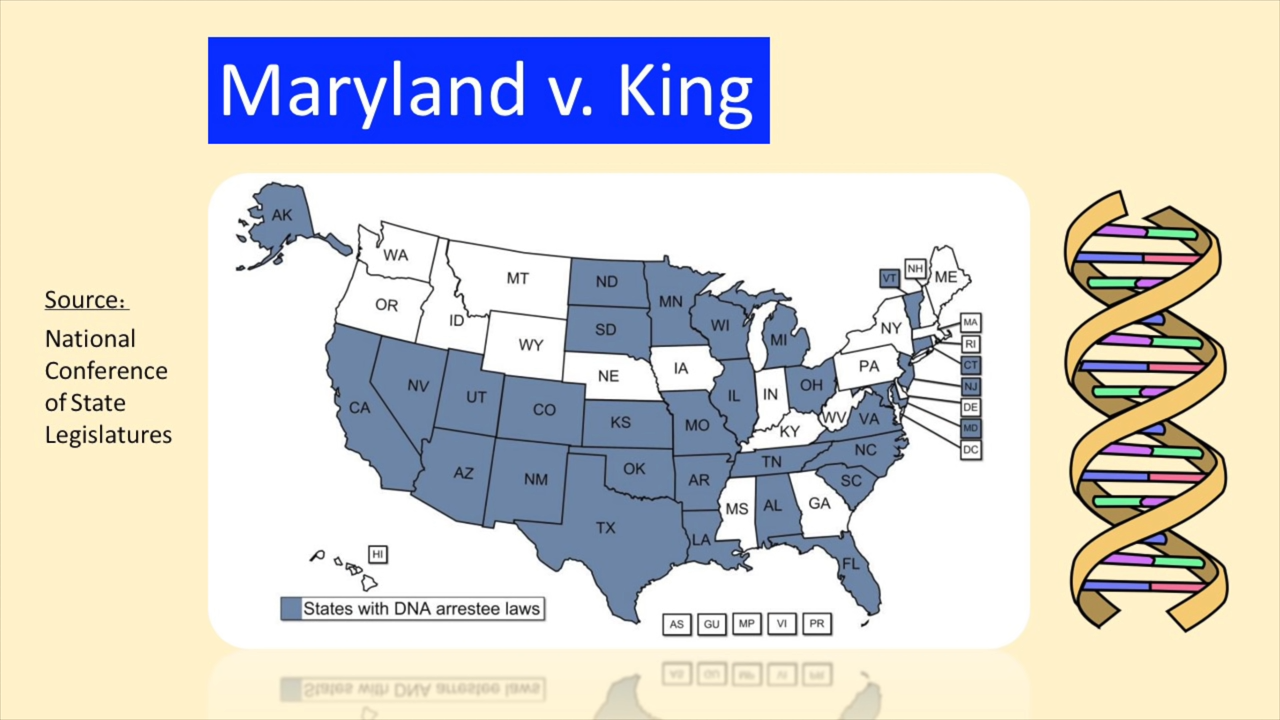 Maryland v. King
Source:
National
Conference
of State
Legislatures
AK
WA
MT
ND
MN
VT
NH
ME
OR
ID
SD
WI
MI
NY
MA
RI
CT
WY
NE
IA
PA
NJ
NV
UT
CO
IL
IN
OH
DE
CA
KS
MO
KY
WV
VA
MD
DC
AZ
NM
OK
AR
TN
NC
SC
TX
LA
MS
AL
GA
FL
HI
States with DNA arrestee laws
AS GU MP VI PR